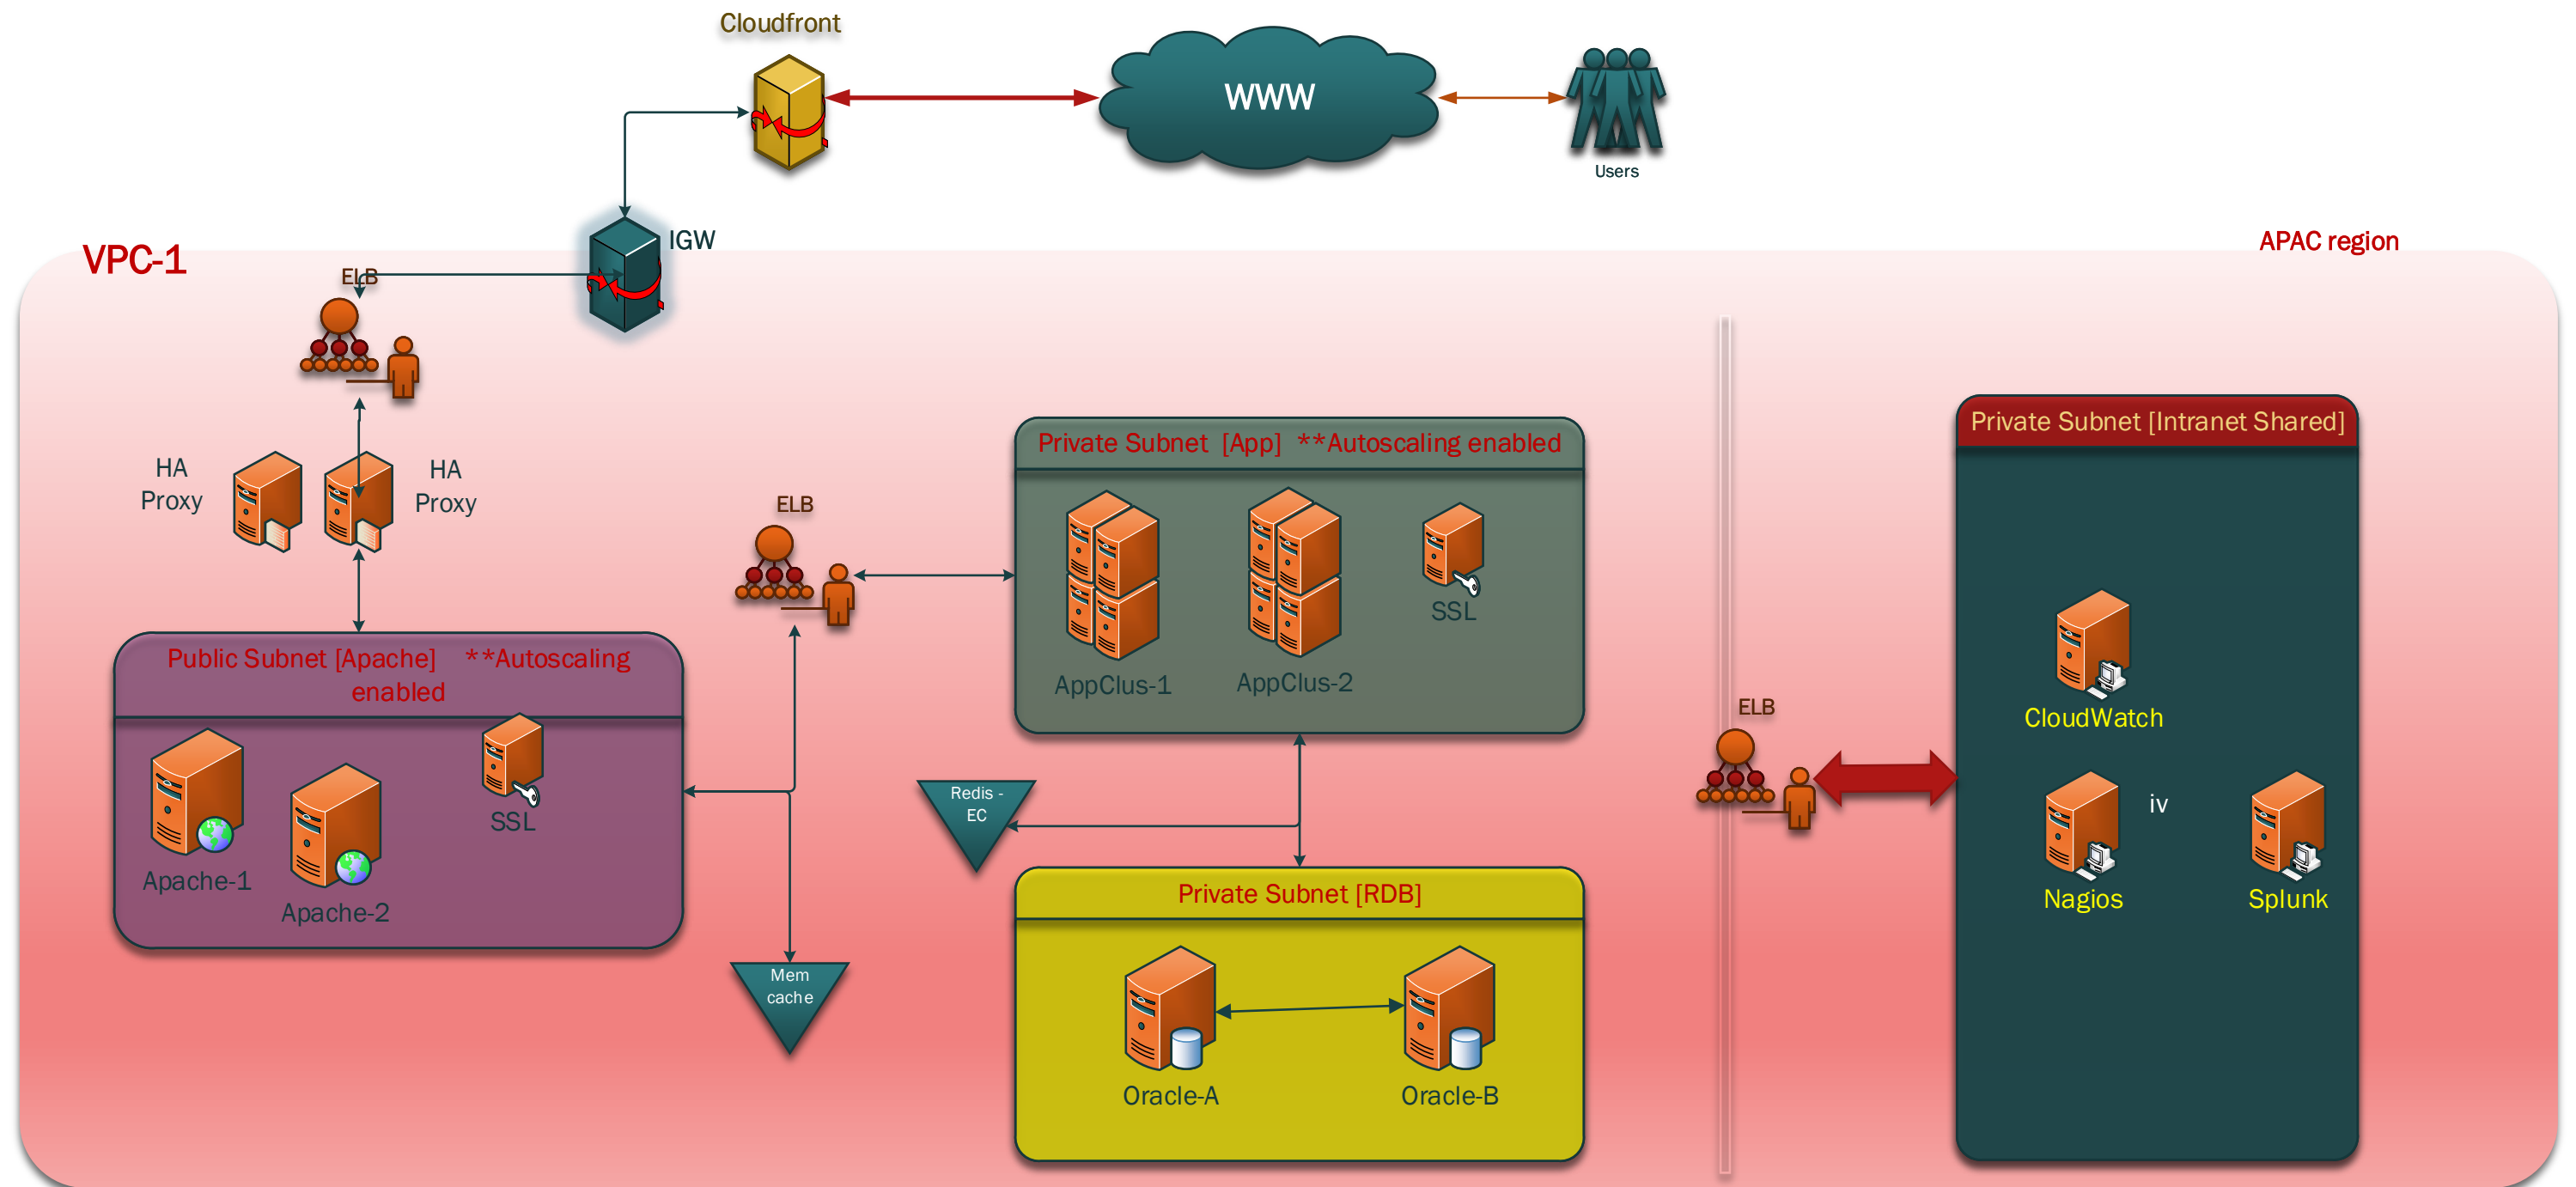 Cloudfront
WWW
Users
IGW
VPC-1
APAC region
ELB
HA
Proxy
HA
Proxy
ELB
Private Subnet  [App]  **Autoscaling enabled
AppClus-1
AppClus-2
SSL
Private Subnet [Intranet Shared]
CloudWatch
Nagios
iv
Splunk
ELB
Public Subnet [Apache]    **Autoscaling
enabled
Apache-1
Apache-2
SSL
Redis -
EC
Mem
cache
Private Subnet [RDB]
Oracle-A
Oracle-B